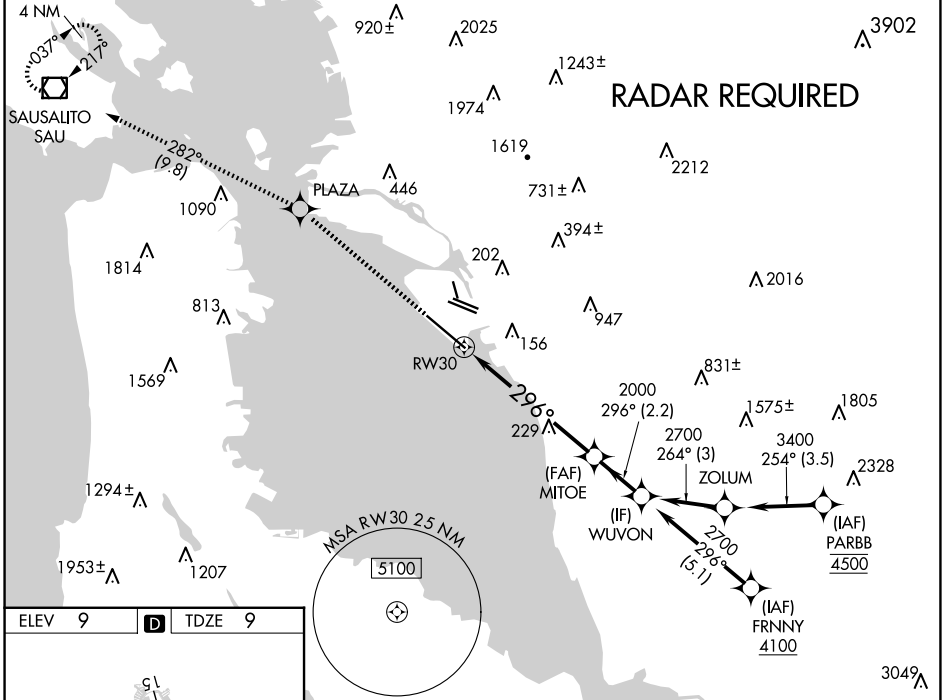 4 NM
037°
217°
SAUSALITO
SAU
282°
(9.8)
920±
2025
3902
1243±
1974
RADAR REQUIRED
1619
2212
731±
446
PLAZA
1090
394±
1814
202
2016
813
947
156
RW30
1569
831±
296°
2000
296° (2.2)
1575±
1805
229
2700
264° (3)
3400
254° (3.5)
(FAF)
MITOE
ZOLUM
2328
1294±
(IF)
WUVON
(IAF)
PARBB
4500
2700
296°
(5.1)
MSA RW30 25 NM
5100
1953±
1207
(IAF)
FRNNY
4100
ELEV 9 D TDZE 9
15
3049